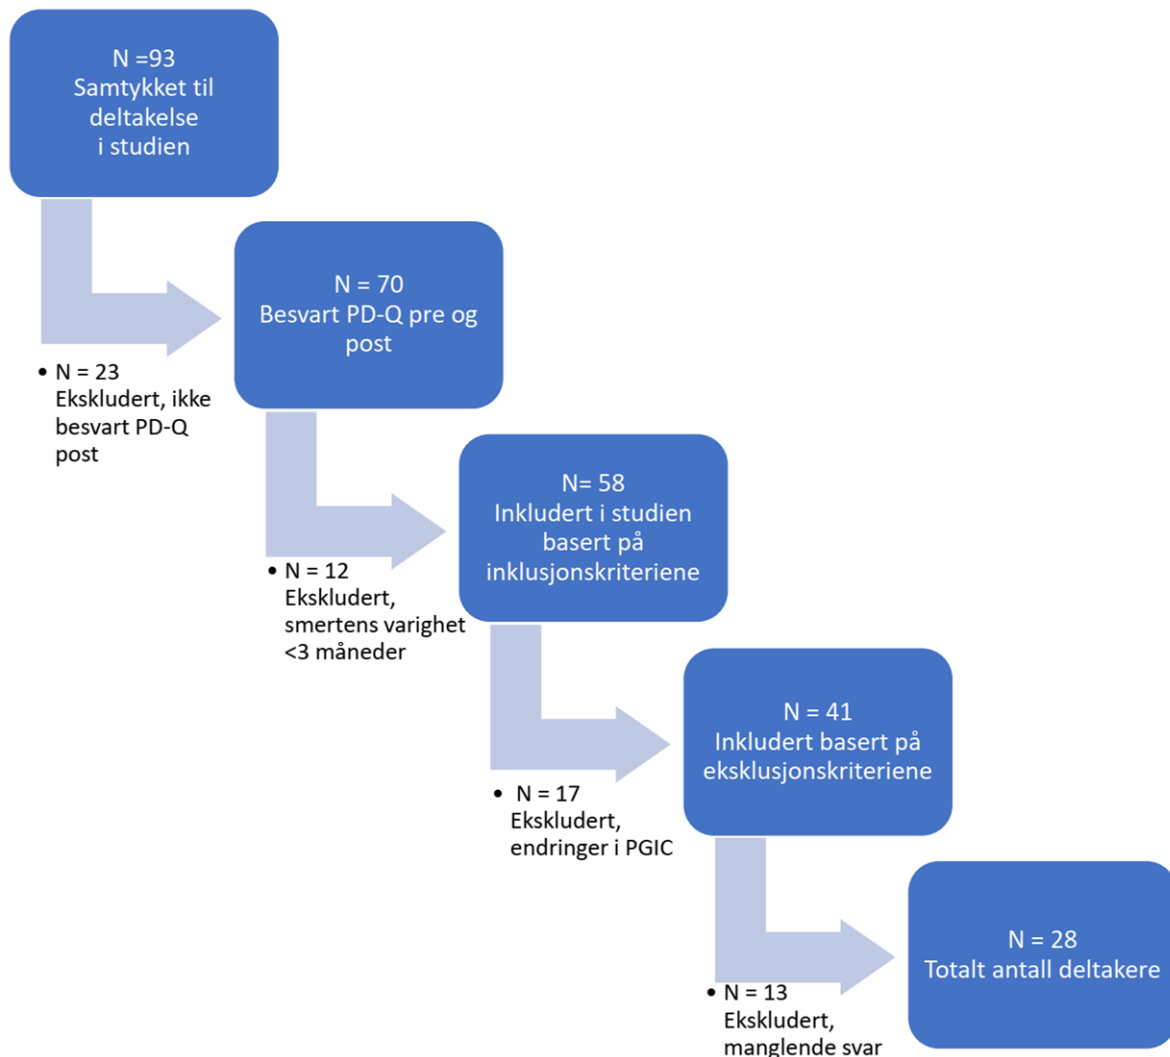 N =93
Samtykket til
deltakelse
i studien
• N = 23
Ekskludert, ikke
besvart PD-Q
post
N = 70
Besvart PD-Q pre og
post
• N = 12
Ekskludert,
smertens varighet
<3 måneder
N= 58
Inkludert i studien
basert på
inklusjonskriteriene
• N = 17
Ekskludert,
endringer i PGIC
N = 41
Inkludert basert på
eksklusjonskriteriene
• N = 13
Ekskludert,
manglende svar
N = 28
Totalt antall deltakere